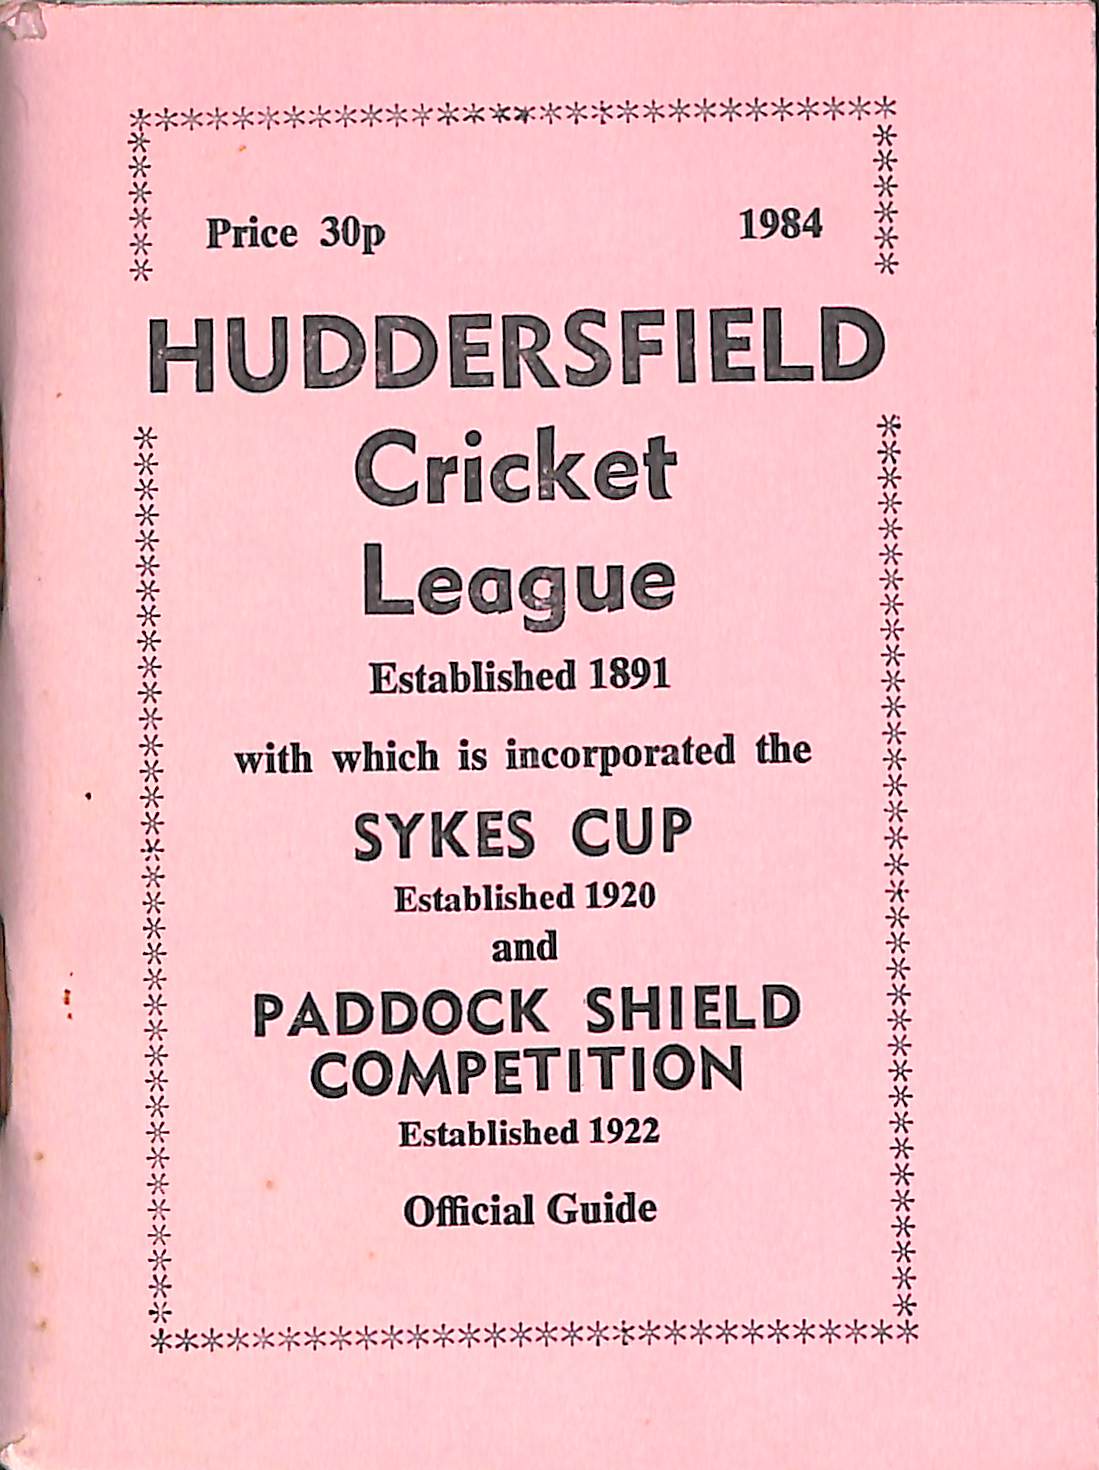 Price 30p 1984
HUDDERSFIELD
Cricket
League
Established 1891
with which is incorporated the
SYKES CUP
Established 1920
and
PADDOCK SHIELD
COMPETITION
Established 1922
Official Guide